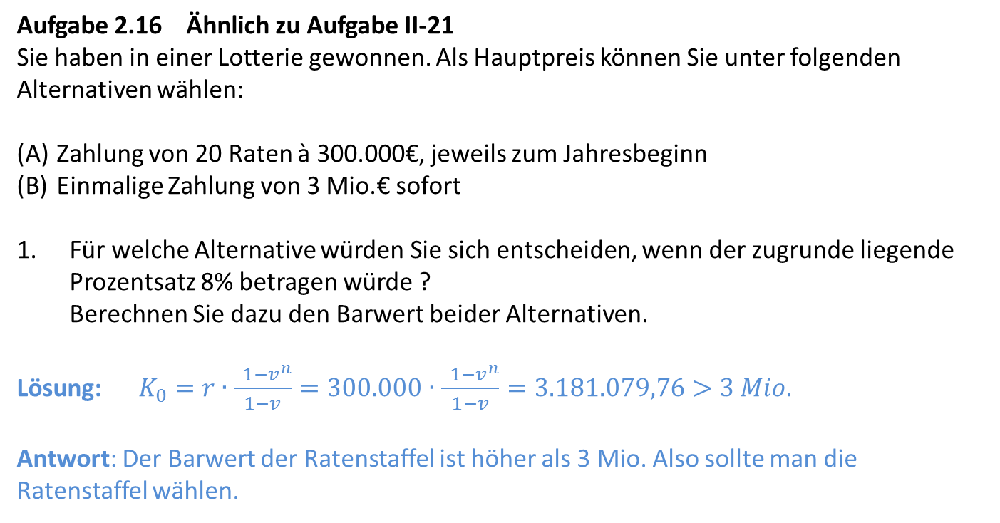 Aufgabe 2.16 Ähnlich zu Aufgabe II-21
Sie haben in einer Lotterie gewonnen. Als Hauptpreis können Sie unter folgenden
Alternativen wählen:
(A) Zahlung von 20 Raten à 300.000€, jeweils zum Jahresbeginn
(B) Einmalige Zahlung von 3 Mio.€ sofort
1. Für welche Alternative würden Sie sich entscheiden, wenn der zugrunde liegende
Prozentsatz 8% betragen würde ?
Berechnen Sie dazu den Barwert beider Alternativen.
Lösung: $K_0 = r \cdot \frac{1-v^n}{1-v} = 300.000 \cdot \frac{1-v^n}{1-v} = 3.181.079,76 > 3\ Mio.$
Antwort: Der Barwert der Ratenstaffel ist höher als 3 Mio. Also sollte man die
Ratenstaffel wählen.